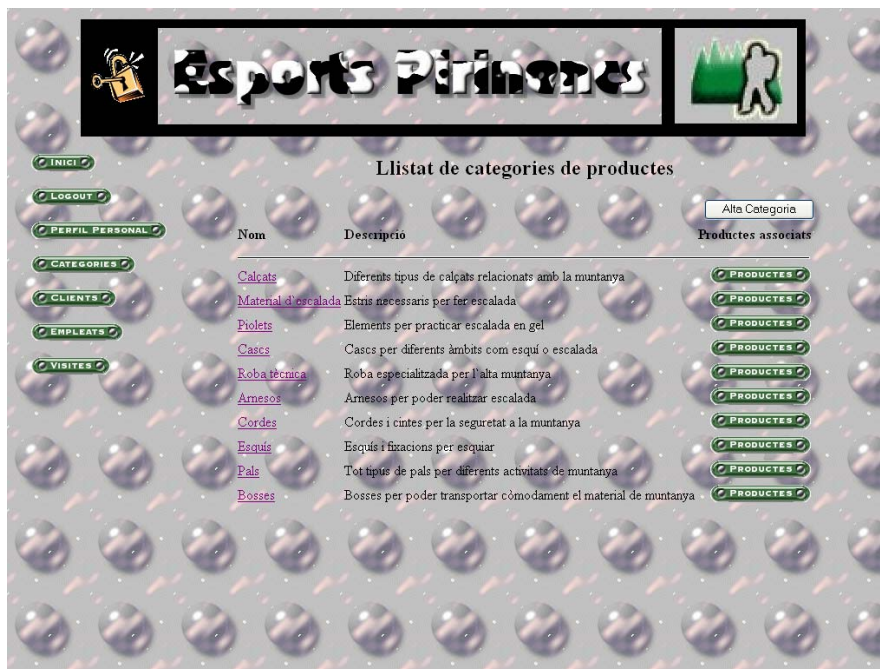 Esports Pirinencs
INICI
LOGOUT
PERFIL PERSONAL
CATEGORIES
CLIENTS
EMPLEATS
VISITES
Llistat de categories de productes
Alta Categoria
Nom Descripció Productes associats
Calçats Diferents tipus de calçats relacionats amb la muntanya PRODUCTES
Material d'escalada Estris necessaris per fer escalada PRODUCTES
Piolets Elements per practicar escalada en gel PRODUCTES
Cascs Cascs per diferents àmbits com esquí o escalada PRODUCTES
Roba tècnica Roba especialitzada per l'alta muntanya PRODUCTES
Arnesos Arnesos per poder realitzar escalada PRODUCTES
Cordes Cordes i cintes per la seguretat a la muntanya PRODUCTES
Esquís Esquís i fixacions per esquiar PRODUCTES
Pals Tot tipus de pals per diferents activitats de muntanya PRODUCTES
Bosses Bosses per poder transportar còmodament el material de muntanya PRODUCTES